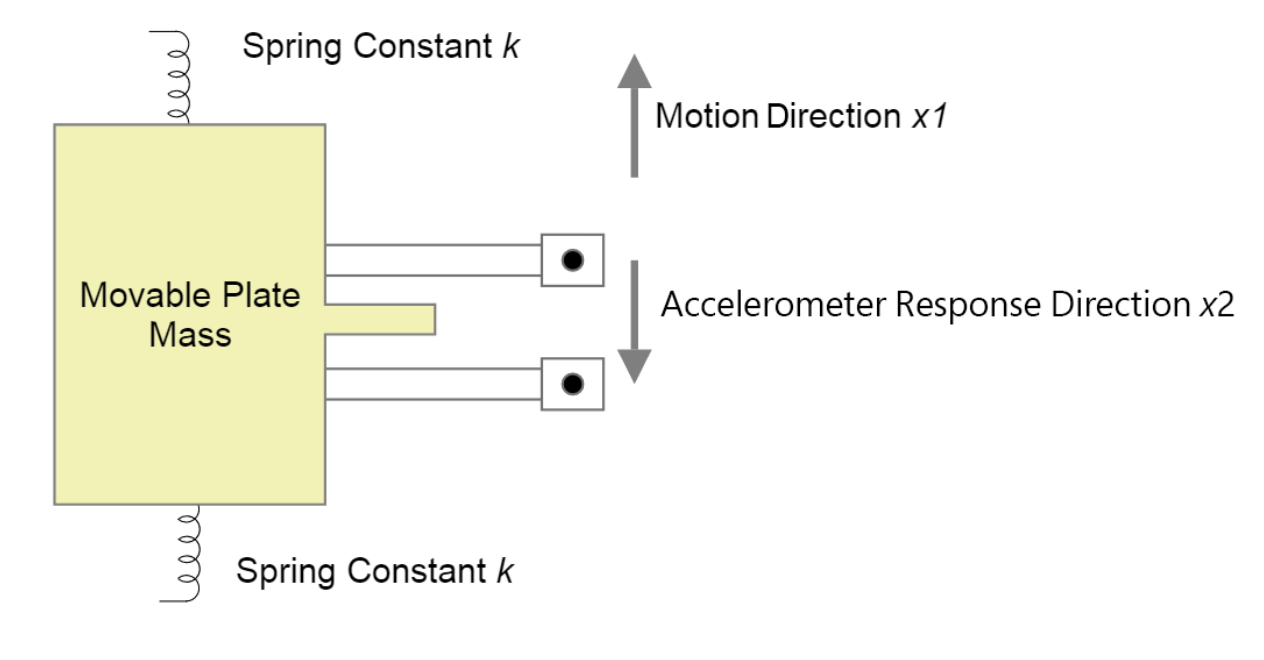 Spring Constant k
Motion Direction x1
Movable Plate
Mass
Accelerometer Response Direction x2
Spring Constant k